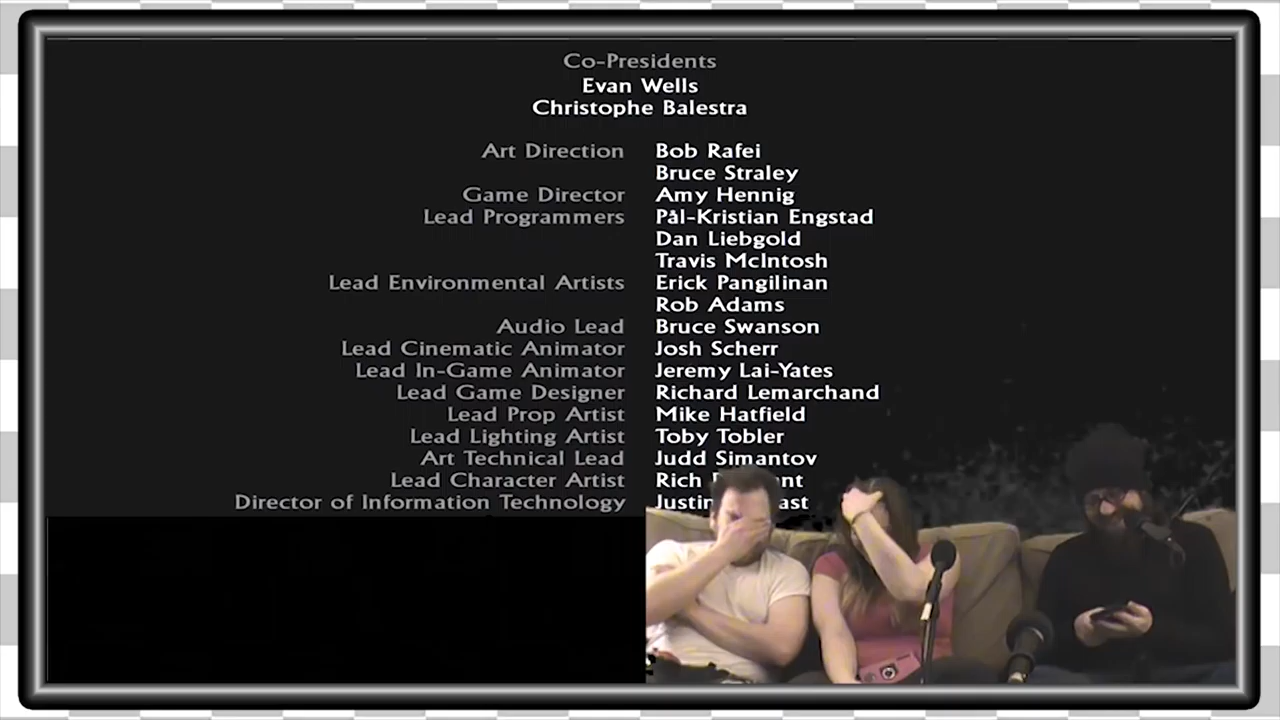 Co-Presidents
Evan Wells
Christophe Balestra
Art Direction Bob Rafei
Bruce Straley
Game Director Amy Hennig
Lead Programmers Pål-Kristian Engstad
Dan Liebgold
Travis McIntosh
Lead Environmental Artists Erick Pangilinan
Rob Adams
Audio Lead Bruce Swanson
Lead Cinematic Animator Josh Scherr
Lead In-Game Animator Jeremy Lai-Yates
Lead Game Designer Richard Lemarchand
Lead Prop Artist Mike Hatfield
Lead Lighting Artist Toby Tobler
Art Technical Lead Judd Simantov
Lead Character Artist Rich
Director of Information Technology Justin